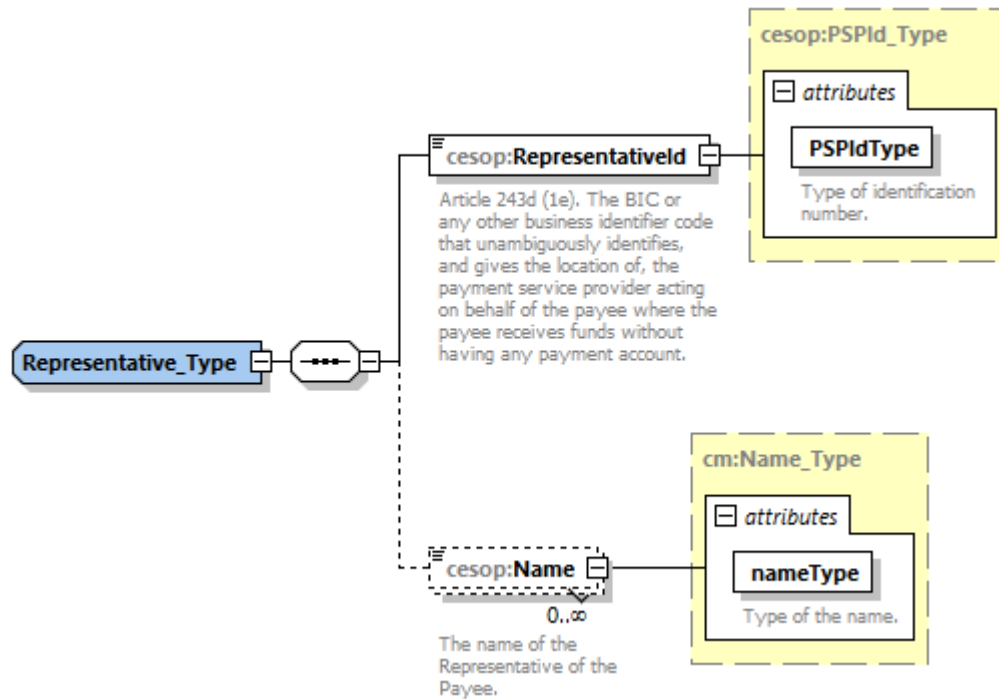 cesop:PSPId_Type
attributes
cesop:RepresentativeId
PSPIdType
Type of identification
number.
Article 243d (1e). The BIC or
any other business identifier code
that unambiguously identifies,
and gives the location of, the
payment service provider acting
on behalf of the payee where the
payee receives funds without
having any payment account.
Representative_Type
cm:Name_Type
attributes
cesop:Name
nameType
0..∞
Type of the name.
The name of the
Representative of the
Payee.